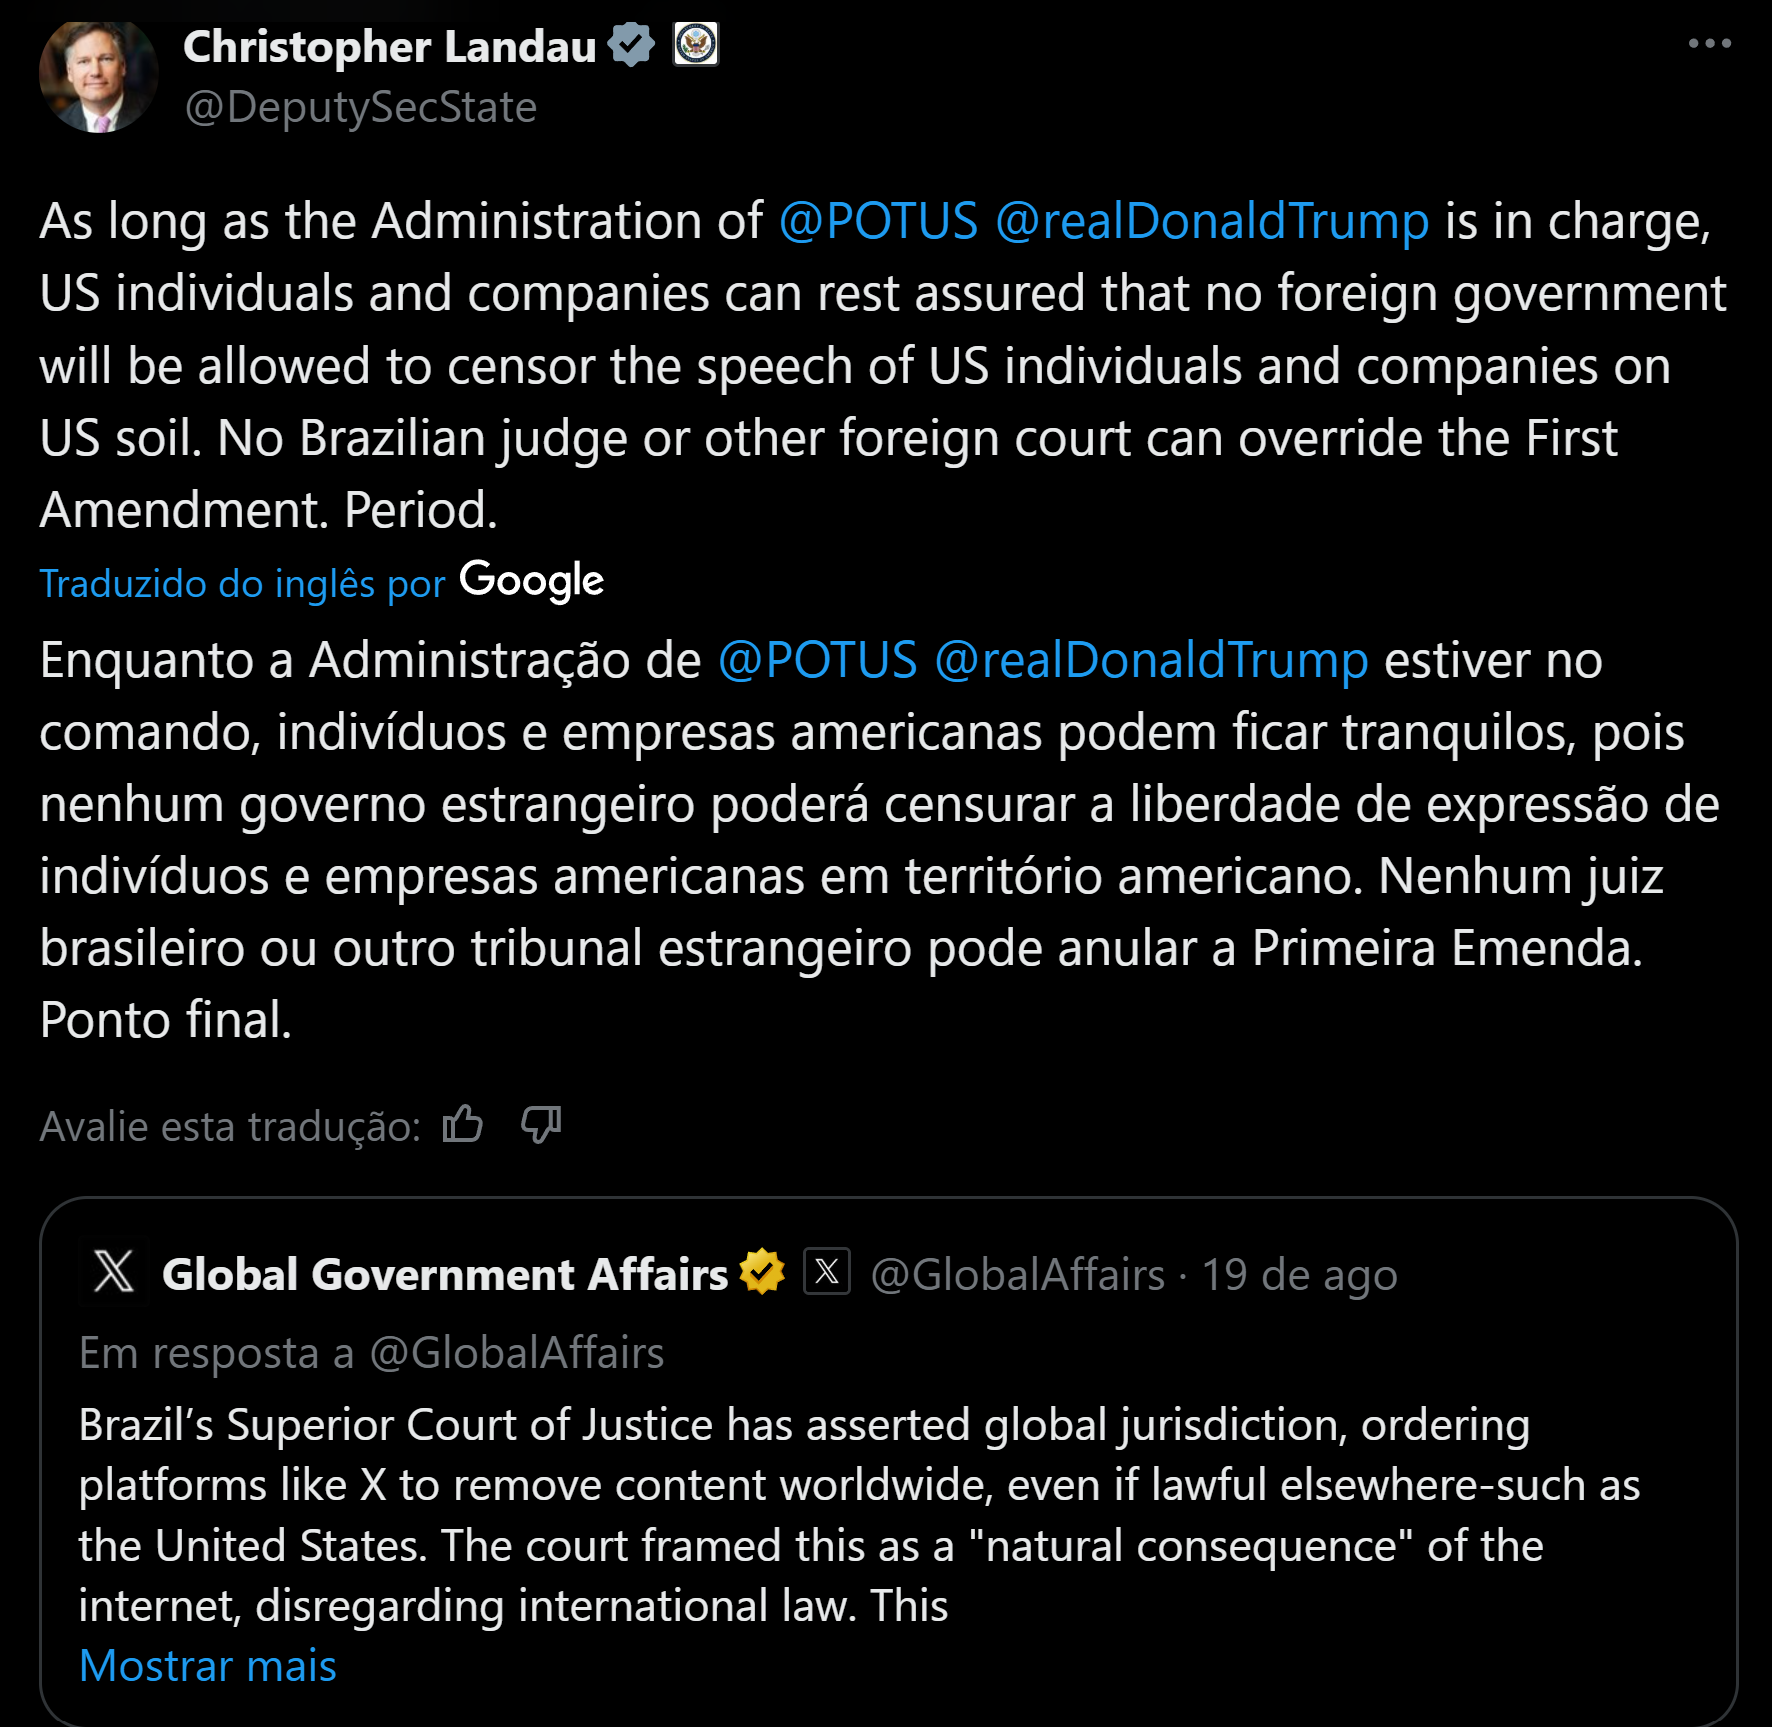 Christopher Landau
@DeputySecState
As long as the Administration of @POTUS @realDonaldTrump is in charge,
US individuals and companies can rest assured that no foreign government
will be allowed to censor the speech of US individuals and companies on
US soil. No Brazilian judge or other foreign court can override the First
Amendment. Period.
Traduzido do inglês por Google
Enquanto a Administração de @POTUS @realDonaldTrump estiver no
comando, indivíduos e empresas americanas podem ficar tranquilos, pois
nenhum governo estrangeiro poderá censurar a liberdade de expressão de
indivíduos e empresas americanas em território americano. Nenhum juiz
brasileiro ou outro tribunal estrangeiro pode anular a Primeira Emenda.
Ponto final.
Avalie esta tradução:
Global Government Affairs @GlobalAffairs · 19 de ago
Em resposta a @GlobalAffairs
Brazil’s Superior Court of Justice has asserted global jurisdiction, ordering
platforms like X to remove content worldwide, even if lawful elsewhere-such as
the United States. The court framed this as a "natural consequence" of the
internet, disregarding international law. This
Mostrar mais